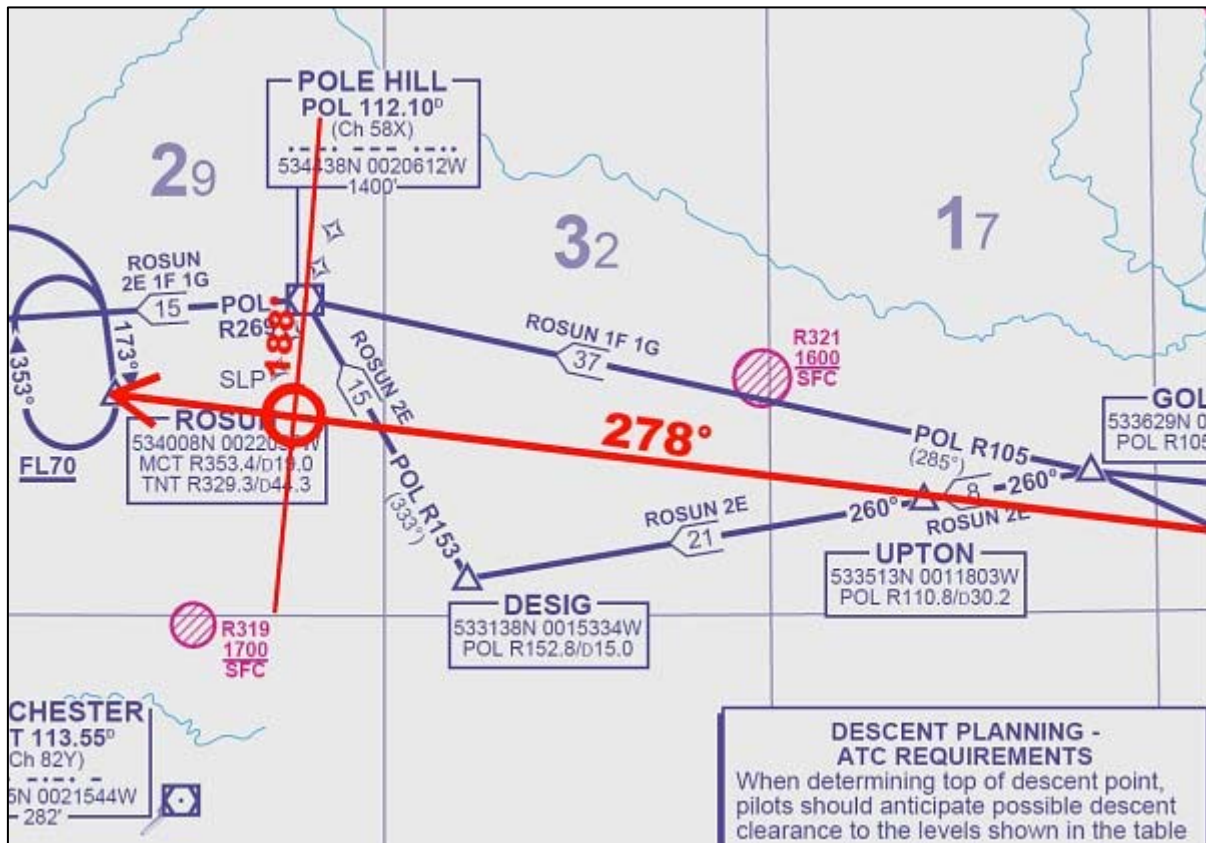 POLE HILL
POL 112.10ᴰ
(Ch 58X)
534438N 0020612W
1400'
29
32
17
ROSUN
2E 1F 1G
15
POL
R269
188°
173°
353°
SLP
ROSUN 2E
15
ROSUN 1F 1G
37
R321
1600
SFC
GOL
533629N 0
POL R105
POL R105
(285°)
278°
534008N
MCT R353.4/D19.0
TNT R329.3/D44.3
FL70
POL R153
(333°)
ROSUN 2E
21
260°
8
260°
ROSUN 2E
UPTON
533513N 0011803W
POL R110.8/D30.2
DESIG
533138N 0015334W
POL R152.8/D15.0
R319
1700
SFC
CHESTER
T 113.55ᴰ
Ch 82Y)
5N 0021544W
282'
DESCENT PLANNING -
ATC REQUIREMENTS
When determining top of descent point,
pilots should anticipate possible descent
clearance to the levels shown in the table